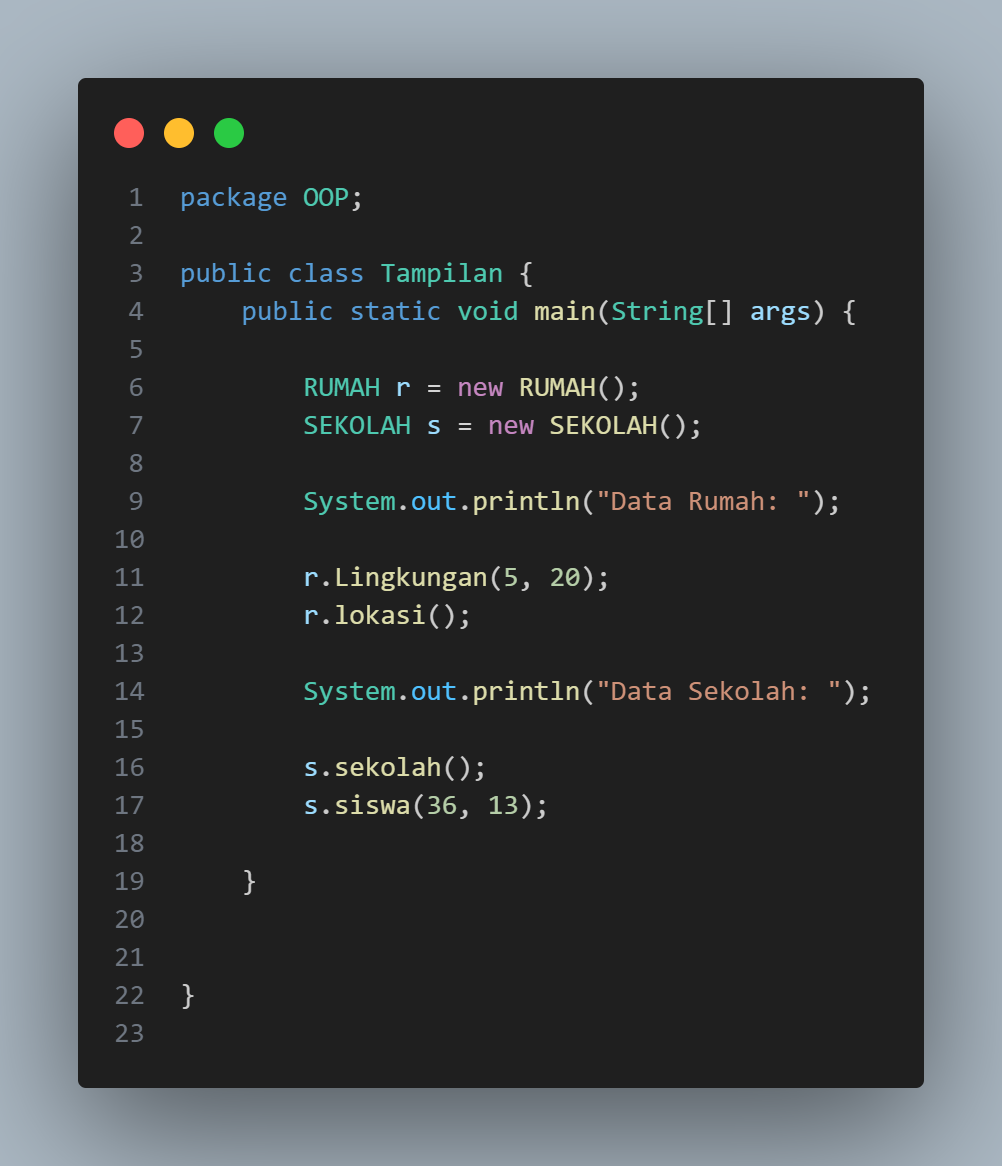 1 package OOP;
2
3 public class Tampilan {
4     public static void main(String[] args) {
5
6         RUMAH r = new RUMAH();
7         SEKOLAH s = new SEKOLAH();
8
9         System.out.println("Data Rumah: ");
10
11         r.Lingkungan(5, 20);
12         r.lokasi();
13
14         System.out.println("Data Sekolah: ");
15
16         s.sekolah();
17         s.siswa(36, 13);
18
19     }
20
21
22 }
23